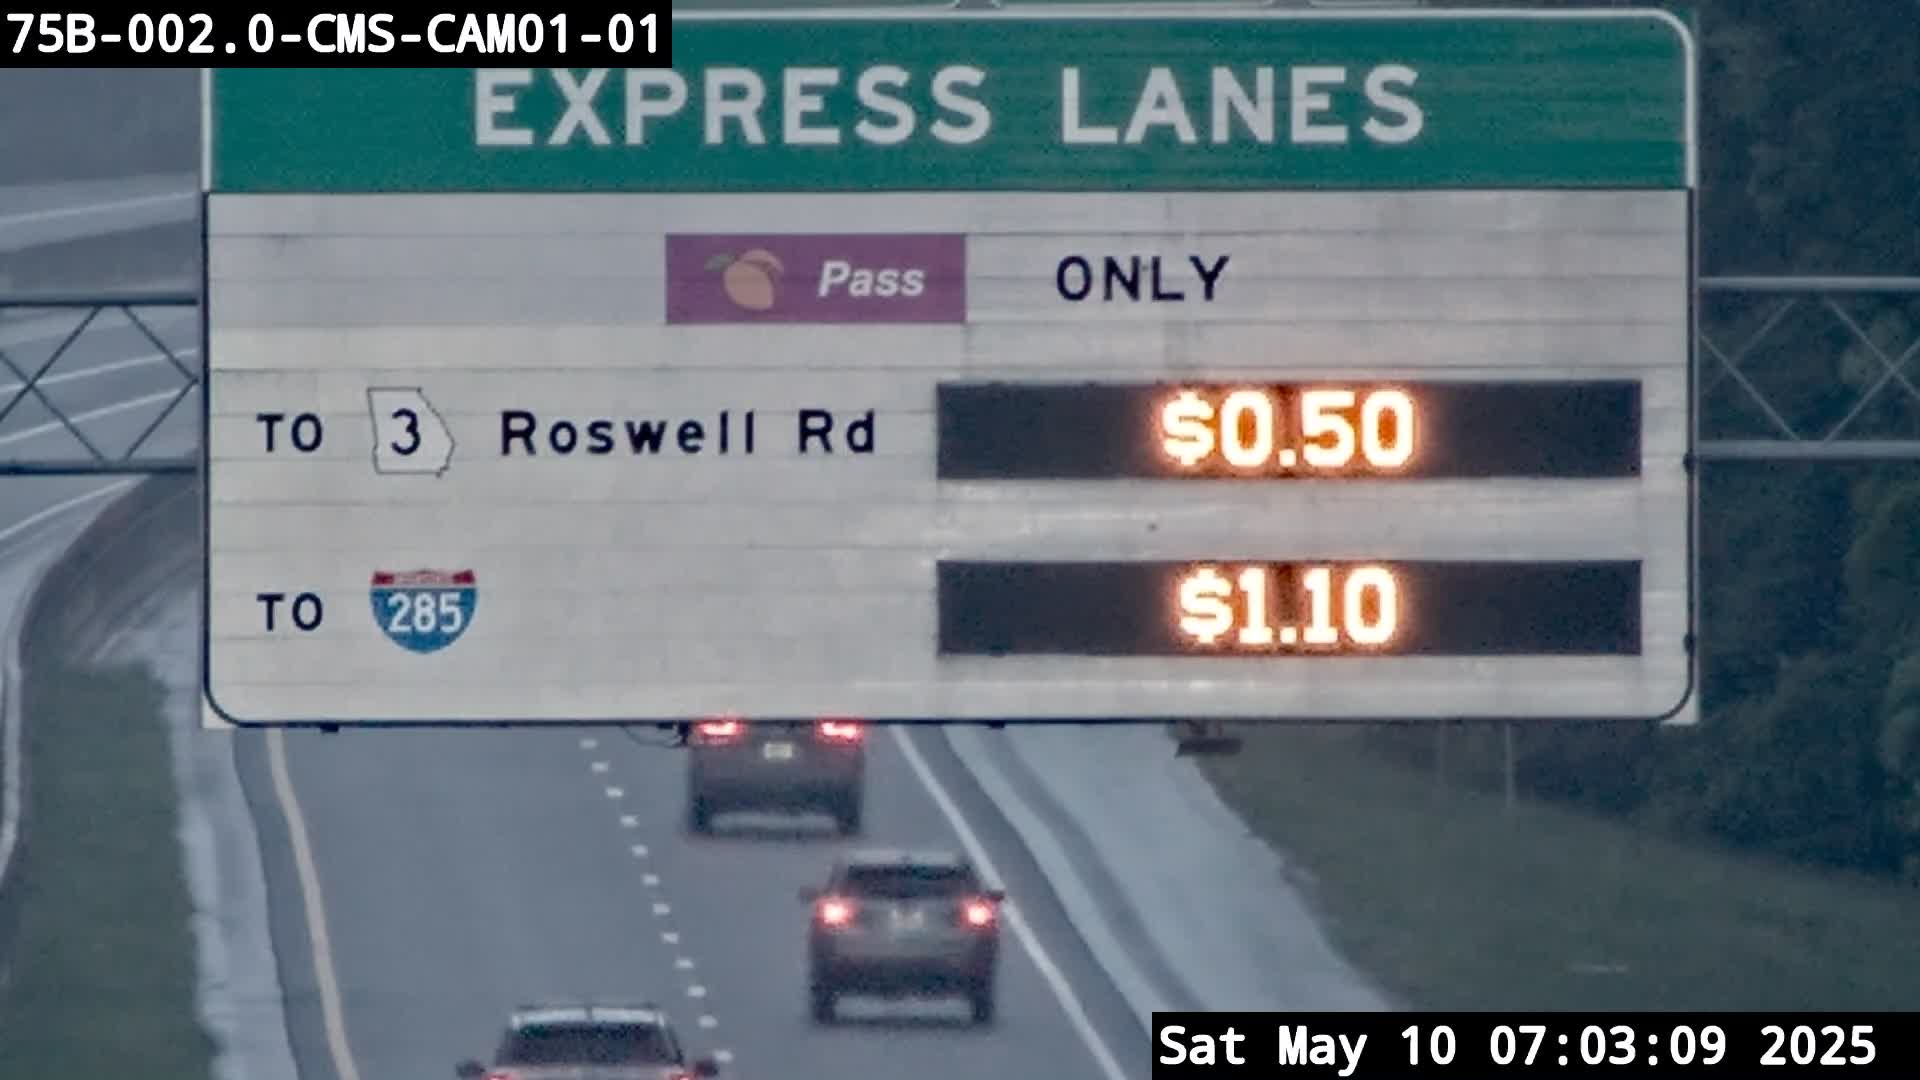 75B-002.0-CMS-CAM01-01
EXPRESS LANES
Pass ONLY
TO 3 Roswell Rd $0.50
TO 285 $1.10
Sat May 10 07:03:09 2025